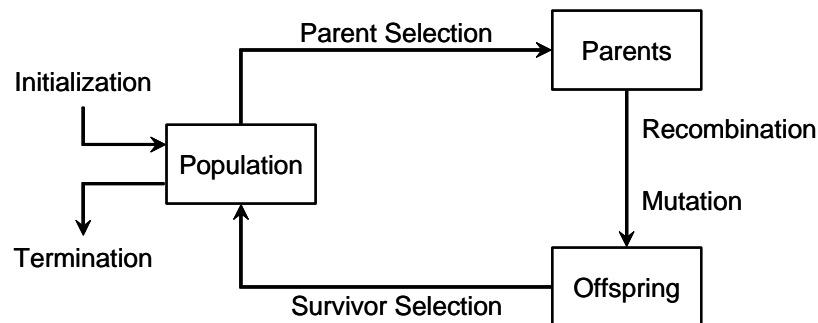 Parent Selection
Parents
Initialization
Recombination
Population
Mutation
Termination
Offspring
Survivor Selection